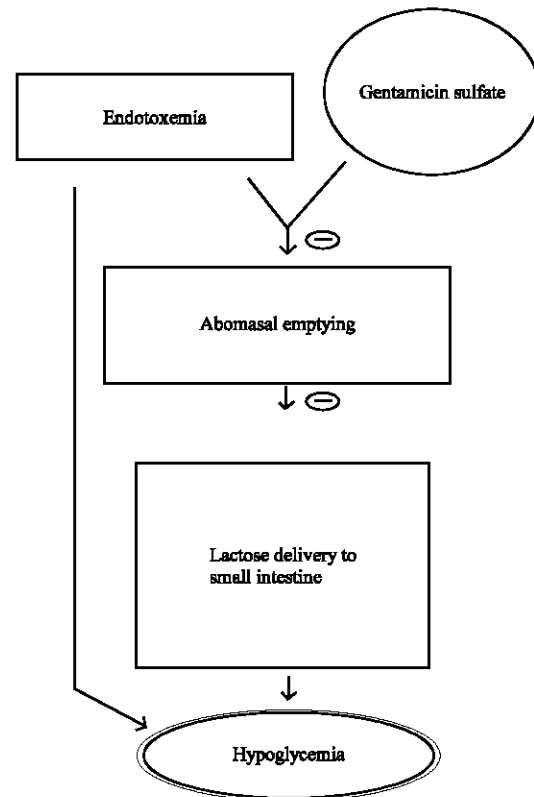 Gentamicin sulfate
Endotoxemia
Abomasal emptying
Lactose delivery to
small intestine
Hypoglycemia